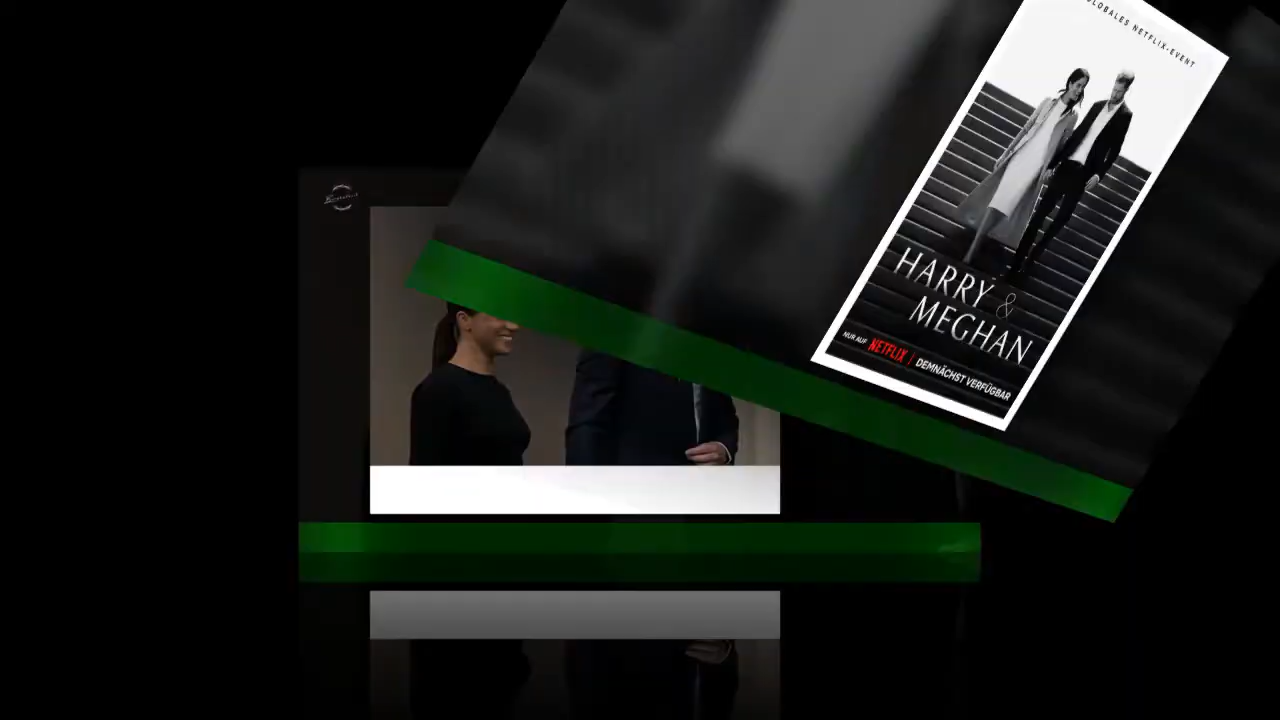 GLOBALES NETFLIX-EVENT
HARRY &
MEGHAN
NUR AUF NETFLIX | DEMNÄCHST VERFÜGBAR